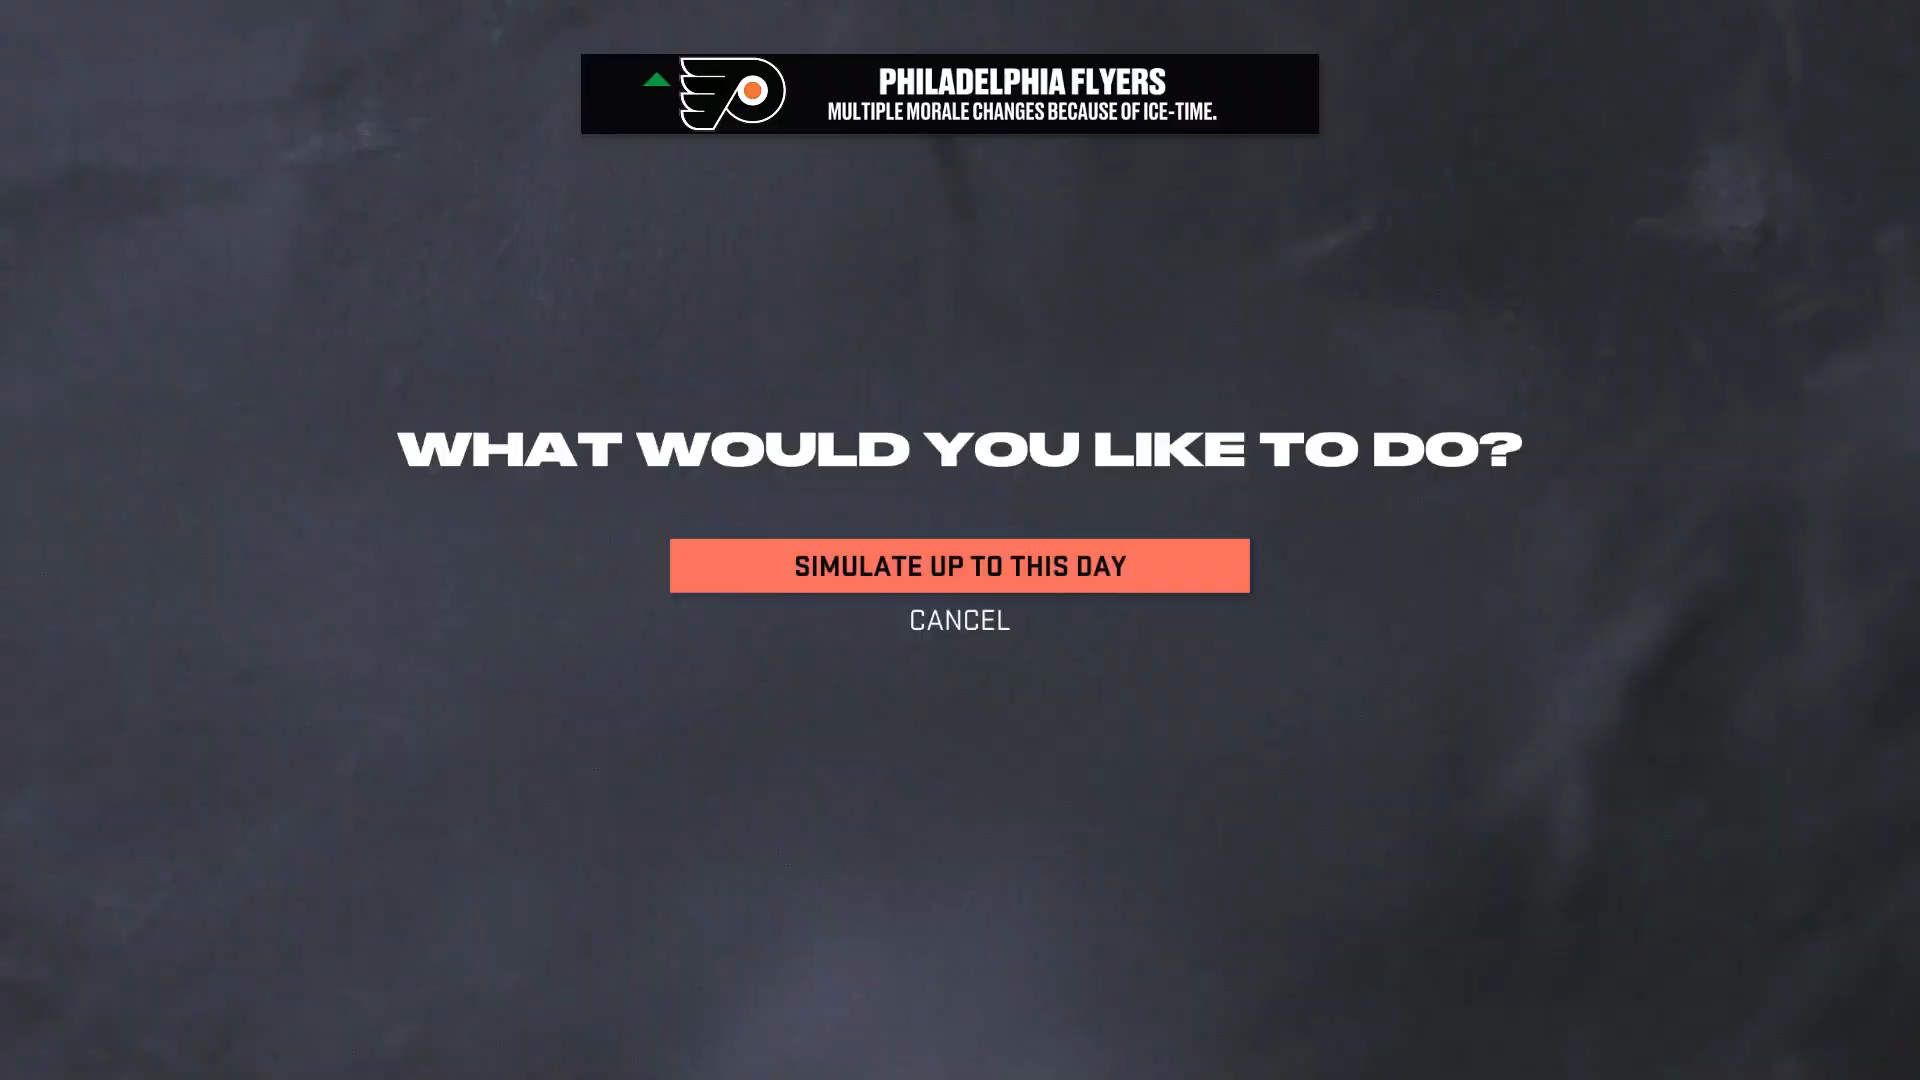 PHILADELPHIA FLYERS
MULTIPLE MORALE CHANGES BECAUSE OF ICE-TIME.
WHAT WOULD YOU LIKE TO DO?
SIMULATE UP TO THIS DAY
CANCEL